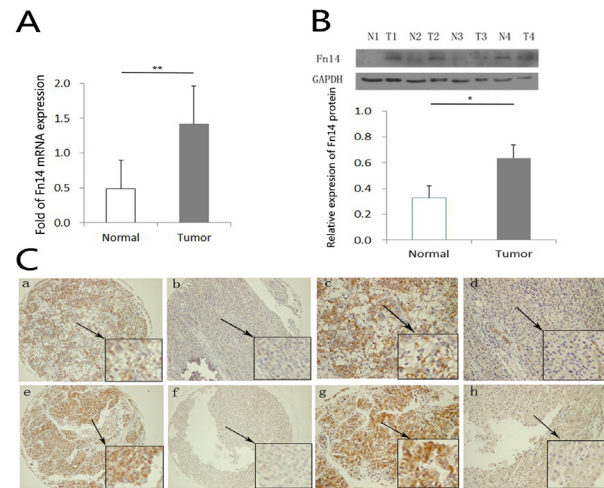 A
**
Fold of Fn14 mRNA expression
2.0
1.5
1.0
0.5
0.0
Normal Tumor
B
N1 T1 N2 T2 N3 T3 N4 T4
Fn14
GAPDH
*
Relative expresion of Fn14 protein
1.0
0.8
0.6
0.4
0.2
0.0
Normal Tumor
C
a b c d
e f g h